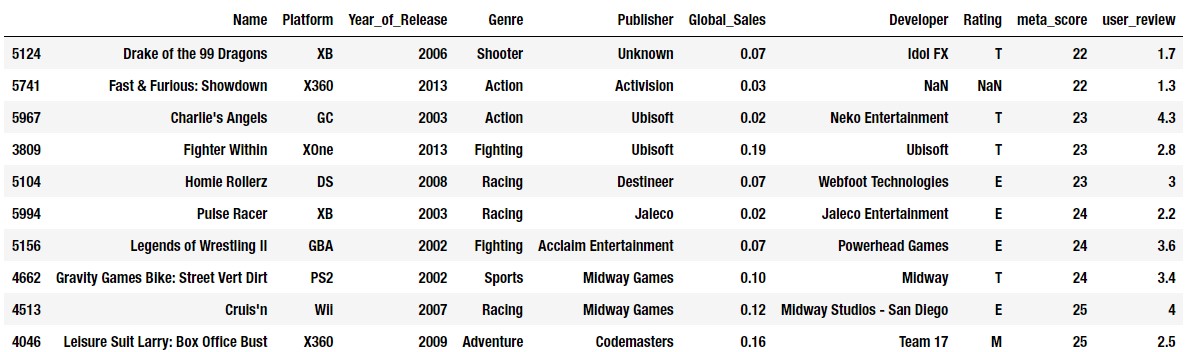 Name Platform Year_of_Release Genre Publisher Global_Sales Developer Rating meta_score user_review
5124 Drake of the 99 Dragons XB 2006 Shooter Unknown 0.07 Idol FX T 22 1.7
5741 Fast & Furious: Showdown X360 2013 Action Activision 0.03 NaN NaN 22 1.3
5967 Charlie's Angels GC 2003 Action Ubisoft 0.02 Neko Entertainment T 23 4.3
3809 Fighter Within XOne 2013 Fighting Ubisoft 0.19 Ubisoft T 23 2.8
5104 Homie Rollerz DS 2008 Racing Destineer 0.07 Webfoot Technologies E 23 3
5994 Pulse Racer XB 2003 Racing Jaleco 0.02 Jaleco Entertainment E 24 2.2
5156 Legends of Wrestling II GBA 2002 Fighting Acclaim Entertainment 0.07 Powerhead Games E 24 3.6
4662 Gravity Games Bike: Street Vert Dirt PS2 2002 Sports Midway Games 0.10 Midway T 24 3.4
4513 Cruis'n Wii 2007 Racing Midway Games 0.12 Midway Studios - San Diego E 25 4
4046 Leisure Suit Larry: Box Office Bust X360 2009 Adventure Codemasters 0.16 Team 17 M 25 2.5